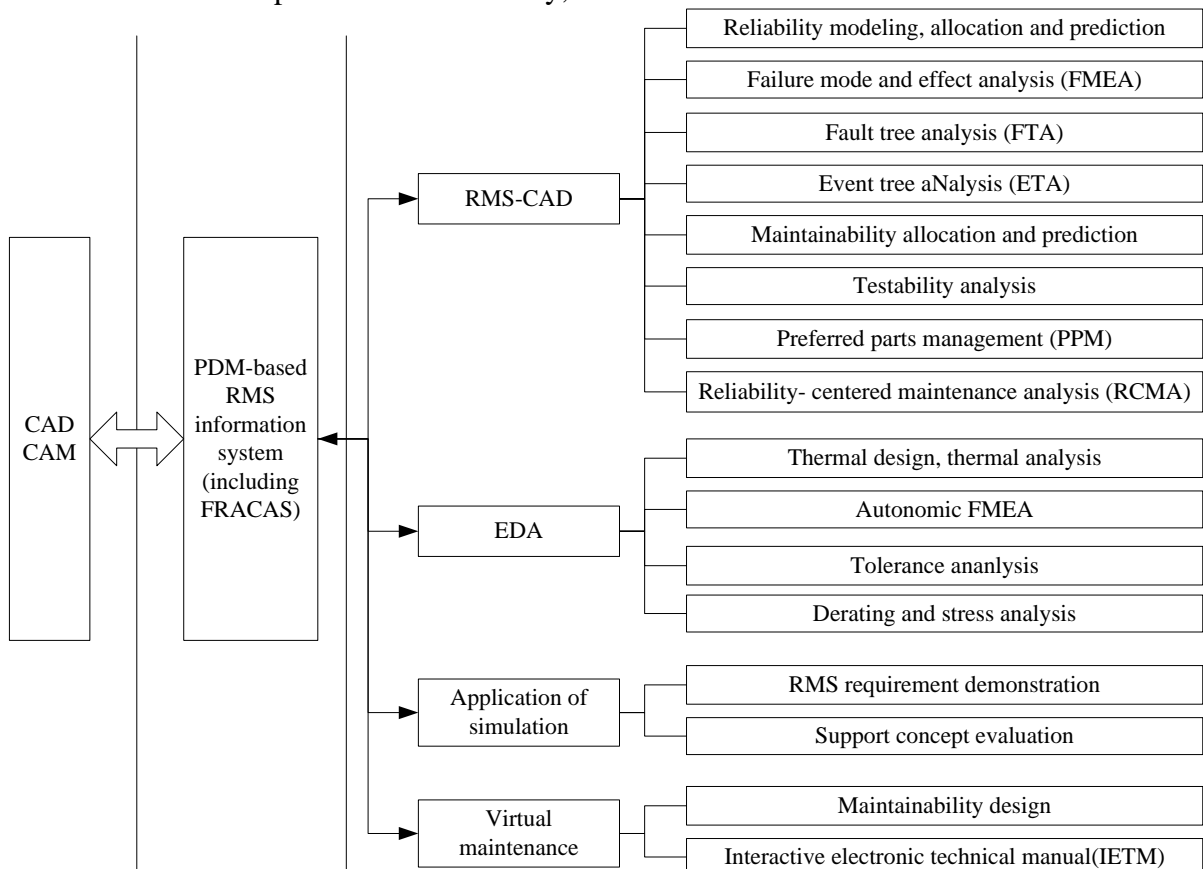 Reliability modeling, allocation and prediction
Failure mode and effect analysis (FMEA)
Fault tree analysis (FTA)
Event tree aNalysis (ETA)
RMS-CAD
Maintainability allocation and prediction
Testability analysis
Preferred parts management (PPM)
Reliability- centered maintenance analysis (RCMA)
CAD
CAM
PDM-based
RMS
information
system
(including
FRACAS)
Thermal design, thermal analysis
Autonomic FMEA
EDA
Tolerance ananlysis
Derating and stress analysis
Application of
simulation
RMS requirement demonstration
Support concept evaluation
Virtual
maintenance
Maintainability design
Interactive electronic technical manual(IETM)